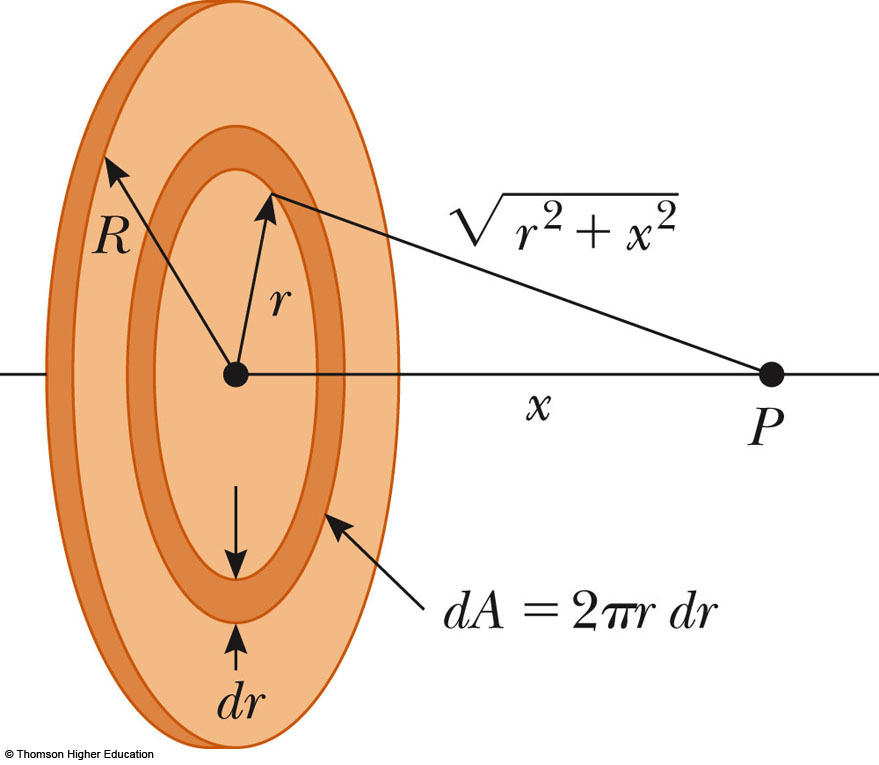 √(r² + x²)
R
r
x
P
dA = 2πr dr
dr
© Thomson Higher Education